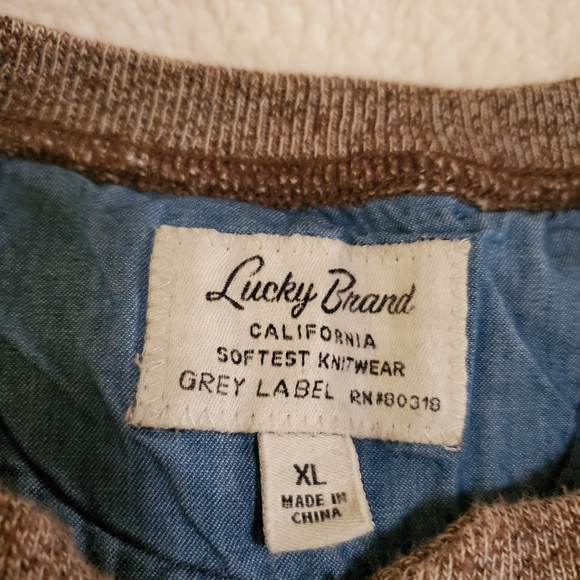 Lucky Brand
CALIFORNIA
SOFTEST KNITWEAR
GREY LABEL RN#80318
XL
MADE IN
CHINA